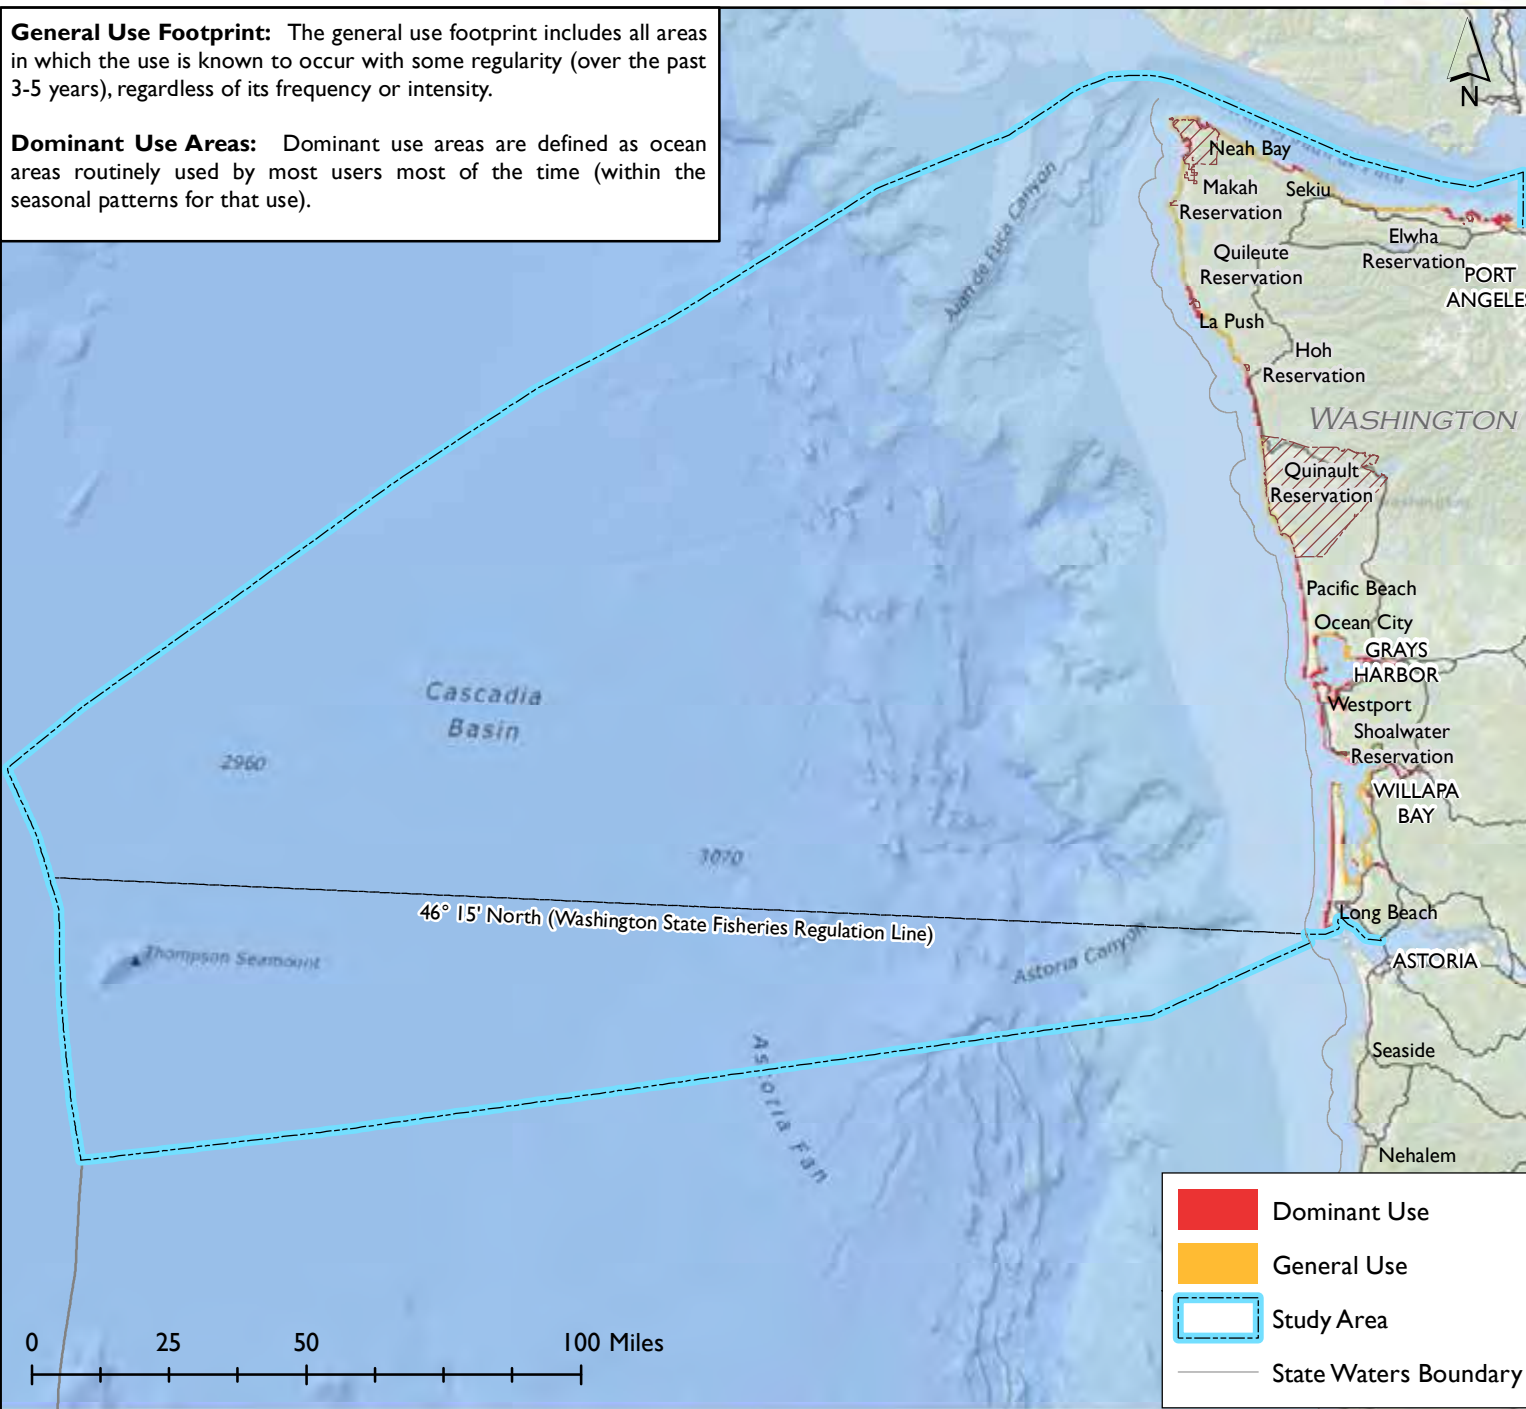 General Use Footprint: The general use footprint includes all areas
in which the use is known to occur with some regularity (over the past
3-5 years), regardless of its frequency or intensity.
Dominant Use Areas: Dominant use areas are defined as ocean
areas routinely used by most users most of the time (within the
seasonal patterns for that use).
N
Neah Bay
Makah
Reservation
Sekiu
Juan de Fuca Canyon
Elwha
Reservation
PORT
ANGELES
Quileute
Reservation
La Push
Hoh
Reservation
WASHINGTON
Quinault
Reservation
Washington
Pacific Beach
Ocean City
GRAYS
HARBOR
Westport
Shoalwater
Reservation
WILLAPA
BAY
Cascadia
Basin
2960
3070
46° 15' North (Washington State Fisheries Regulation Line)
Long Beach
ASTORIA
Thompson Seamount
Astoria Canyon
Astoria Fan
Seaside
Nehalem
Dominant Use
General Use
Study Area
State Waters Boundary
0 25 50 100 Miles